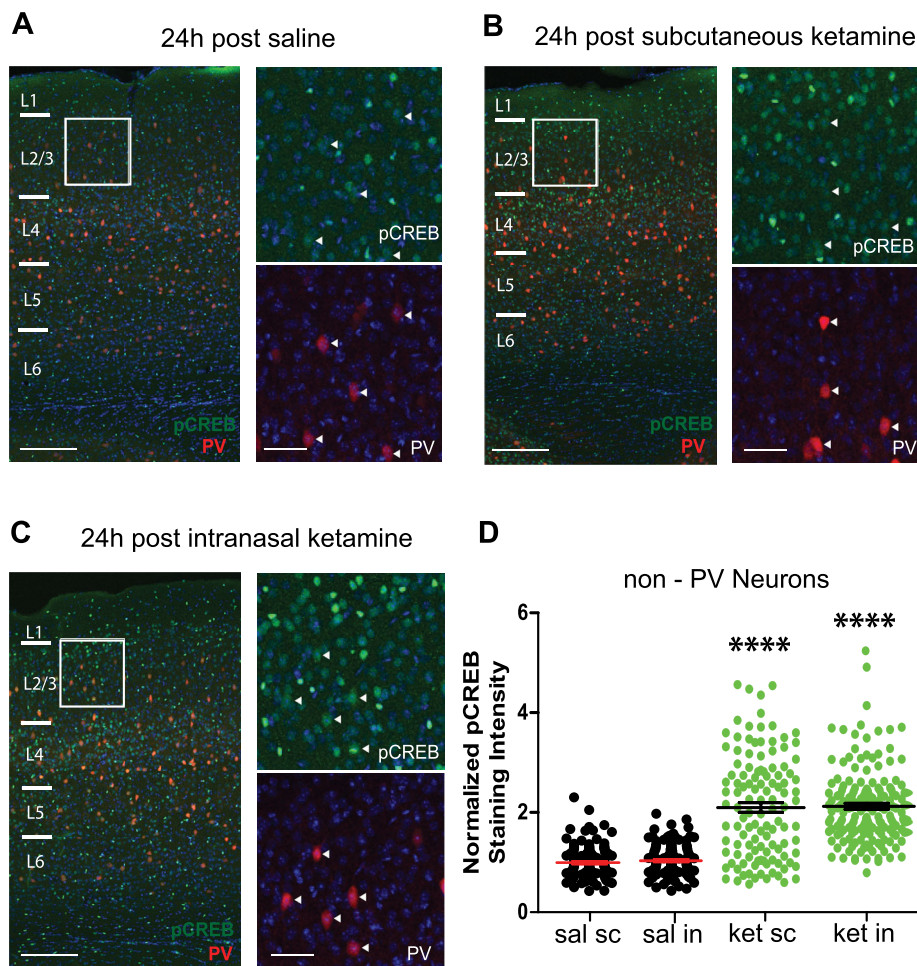 A
24h post saline
L1
L2/3
L4
L5
L6
pCREB
PV
pCREB
PV
B
24h post subcutaneous ketamine
L1
L2/3
L4
L5
L6
pCREB
PV
pCREB
PV
C
24h post intranasal ketamine
L1
L2/3
L4
L5
L6
pCREB
PV
pCREB
PV
D
non - PV Neurons
Normalized pCREB
Staining Intensity
6
4
2
0
****
****
sal sc sal in ket sc ket in